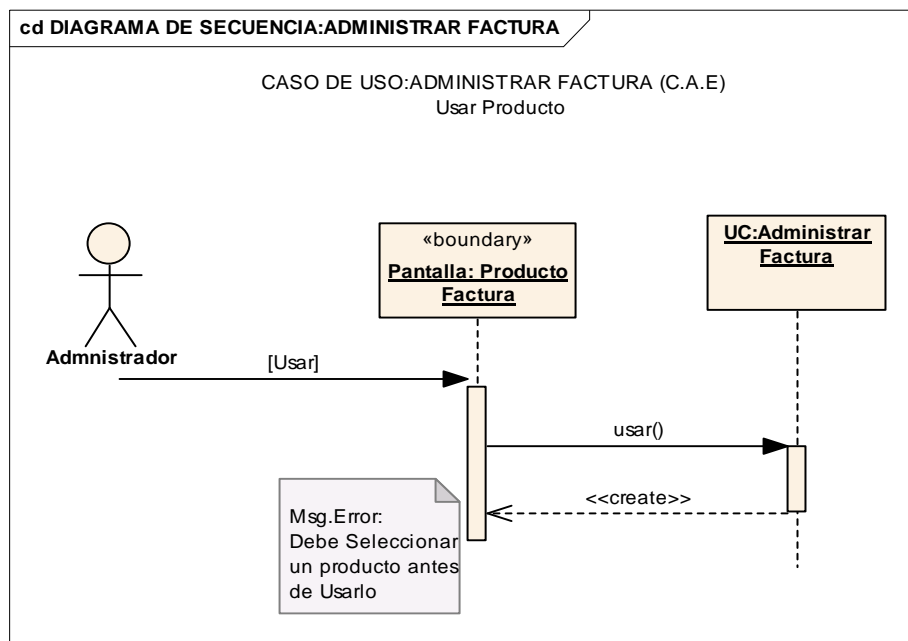 cd DIAGRAMA DE SECUENCIA:ADMINISTRAR FACTURA
CASO DE USO:ADMINISTRAR FACTURA (C.A.E)
Usar Producto
«boundary»
Pantalla: Producto
Factura
UC:Administrar
Factura
Admnistrador
[Usar]
usar()
<<create>>
Msg.Error:
Debe Seleccionar
un producto antes
de Usarlo